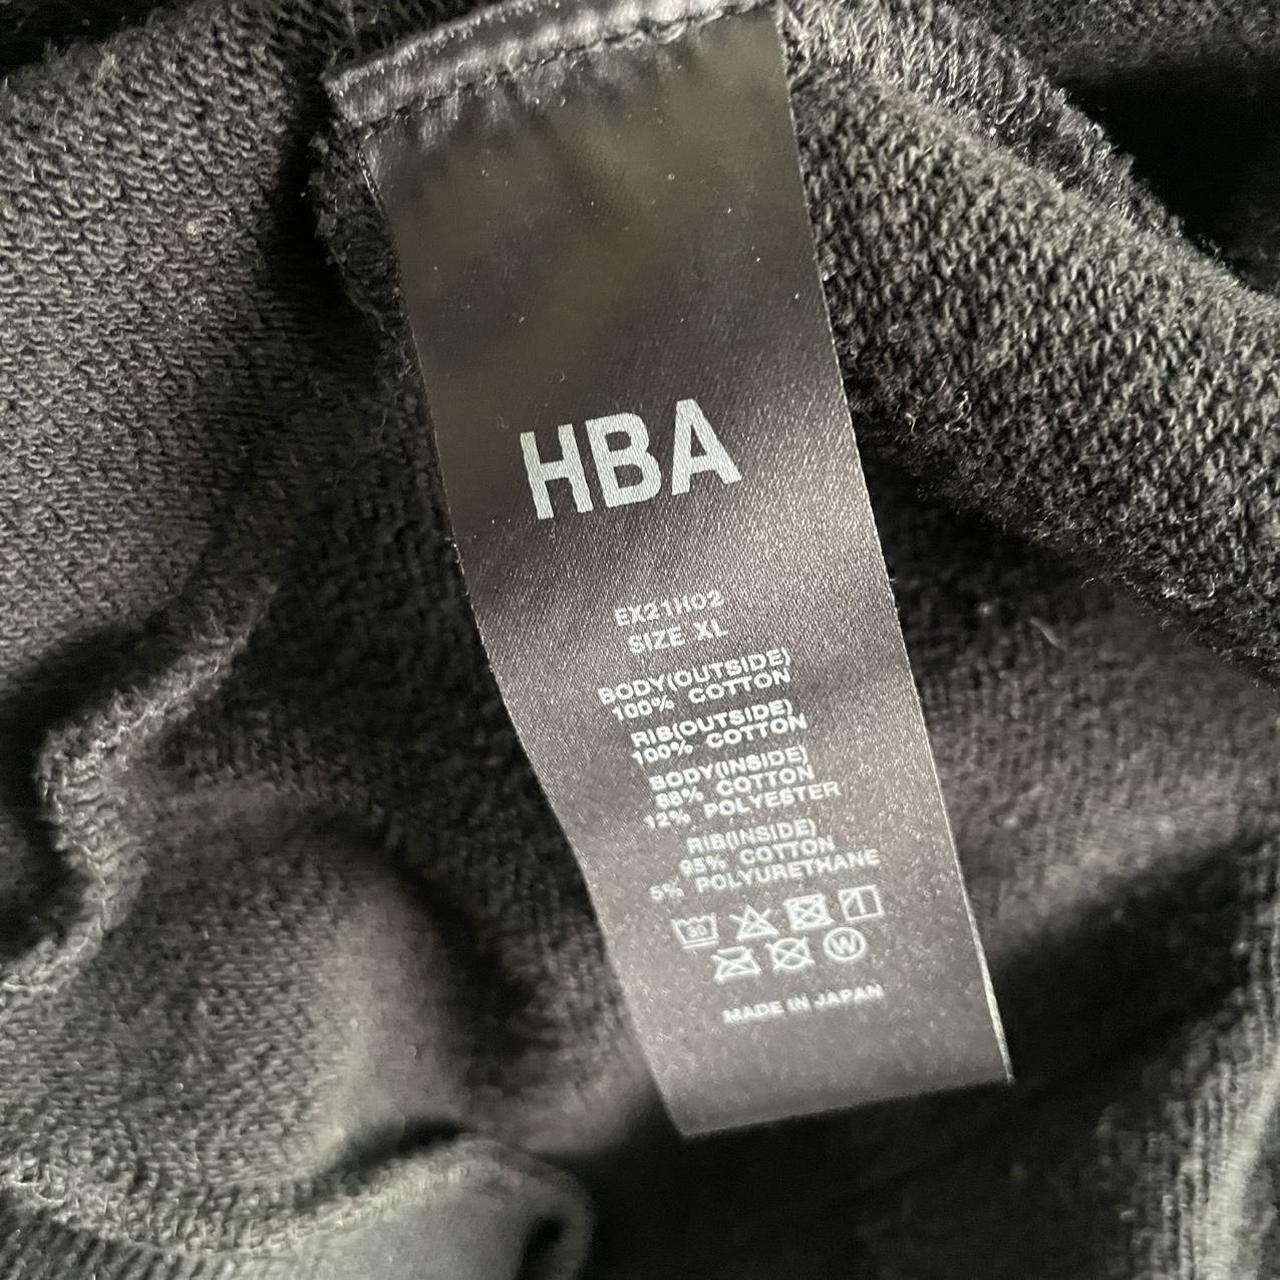 HBA
EX21H02
SIZE XL
BODY(OUTSIDE)
100% COTTON
RIB(OUTSIDE)
100% COTTON
BODY(INSIDE)
88% COTTON
12% POLYESTER
RIB(INSIDE)
95% COTTON
5% POLYURETHANE
30
W
MADE IN JAPAN